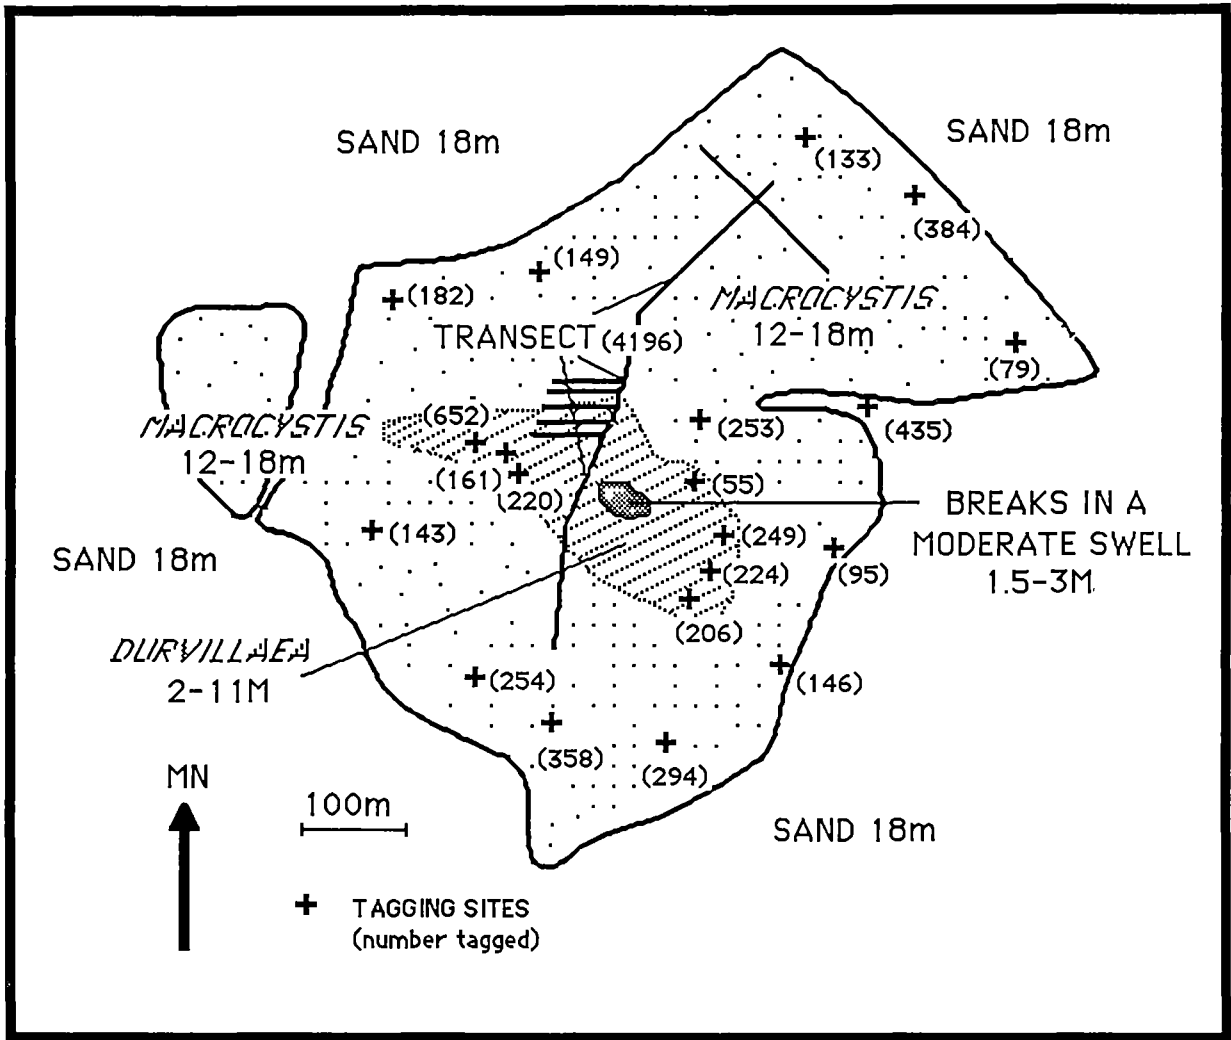 SAND 18m
SAND 18m
(133)
(384)
(149)
(182)
MACROCYSTIS
12-18m
TRANSECT (4196)
(79)
(652)
(253)
(435)
MACROCYSTIS
12-18m
(161)
(220)
(55)
BREAKS IN A
MODERATE SWELL
1.5-3M
(143)
(249)
(95)
SAND 18m
(224)
(206)
DURVILLAEA
2-11M
(254)
(146)
(358)
(294)
MN
100m
SAND 18m
TAGGING SITES
(number tagged)